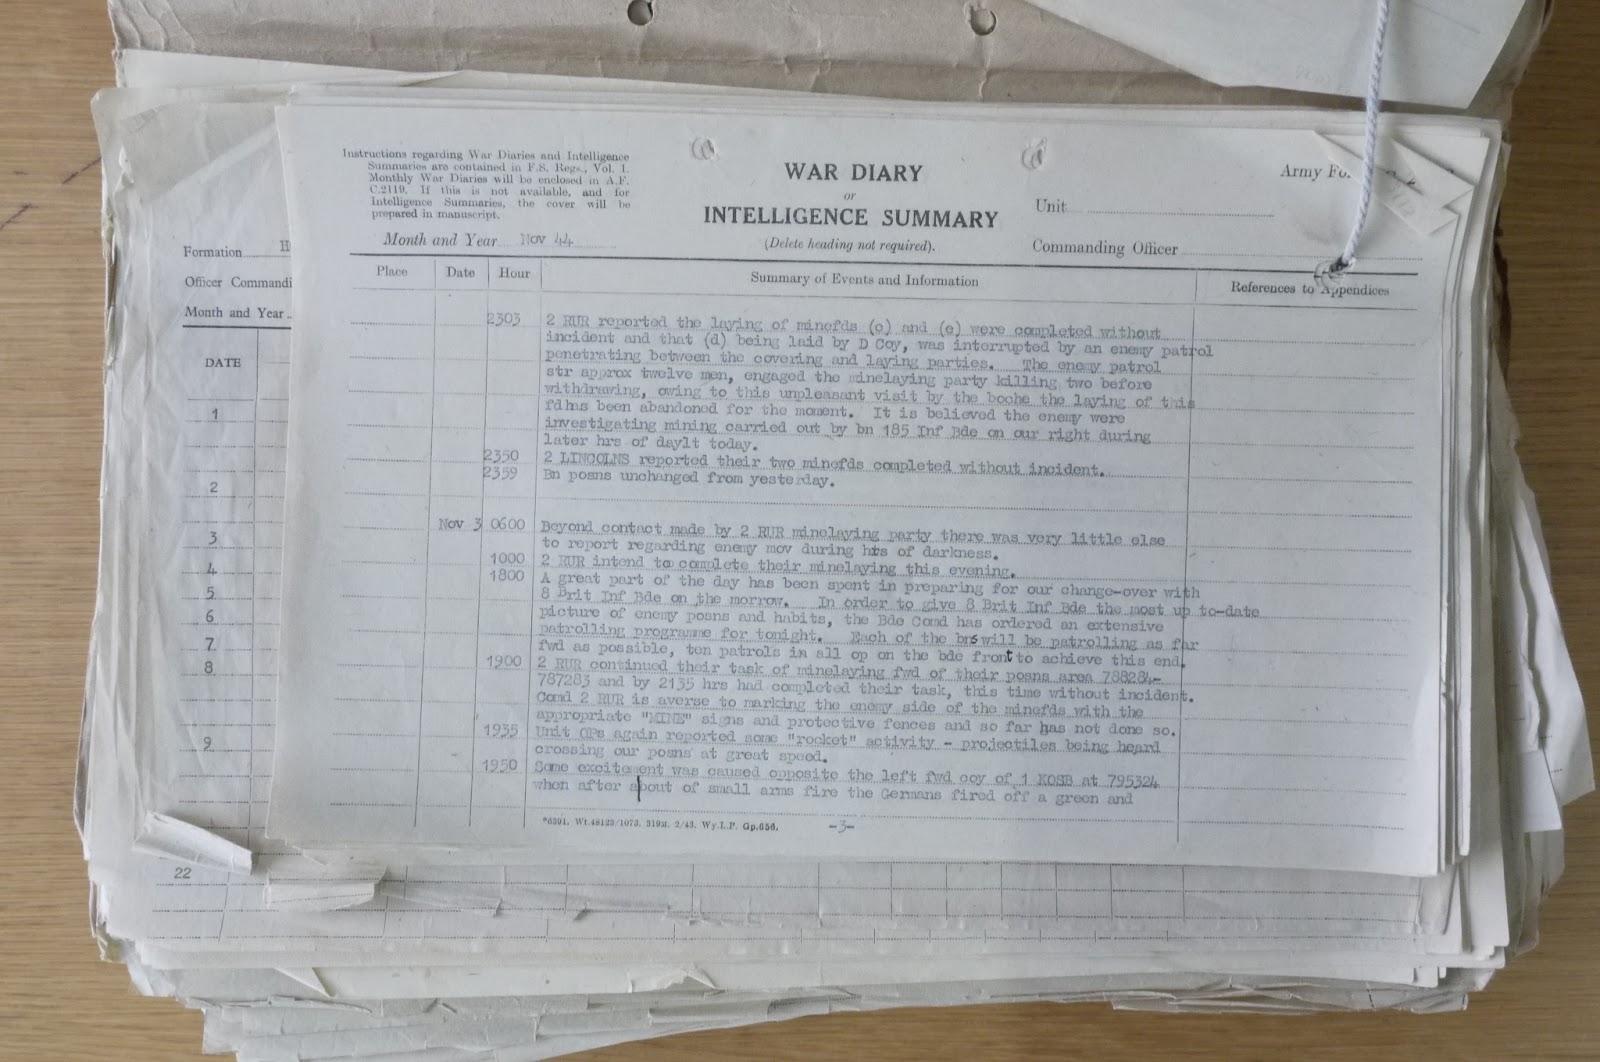 Instructions regarding War Diaries and Intelligence
Summaries are contained in F.S. Regs., Vol. I.
Monthly War Diaries will be enclosed in A.F.
C.2119. If this is not available, and for
Intelligence Summaries, the cover will be
prepared in manuscript.
Month and Year Nov 44
WAR DIARY
or
INTELLIGENCE SUMMARY
(Delete heading not required).
Army Fo
Unit
Commanding Officer
Place Date Hour Summary of Events and Information References to Appendices
2303 2 RUR reported the laying of minefds (c) and (e) were completed without
incident and that (d) being laid by D Coy, was interrupted by an enemy patrol
penetrating between the covering and laying parties. The enemy patrol
str approx twelve men, engaged the minelaying party killing two before
withdrawing, owing to this unpleasant visit by the boche the laying of this
fd has been abandoned for the moment. It is believed the enemy were
investigating mining carried out by bn 185 Inf Bde on our right during
later hrs of daylt today.
2350 2 LINCOLNS reported their two minefds completed without incident.
2359 Bn posns unchanged from yesterday.
Nov 3 0600 Beyond contact made by 2 RUR minelaying party there was very little else
to report regarding enemy mov during hrs of darkness.
1000 2 RUR intend to complete their minelaying this evening.
1800 A great part of the day has been spent in preparing for our change-over with
8 Brit Inf Bde on the morrow. In order to give 8 Brit Inf Bde the most up to-date
picture of enemy posns and habits, the Bde Comd has ordered an extensive
patrolling programme for tonight. Each of the bns will be patrolling as far
fwd as possible, ten patrols in all op on the bde front to achieve this end.
1900 2 RUR continued their task of minelaying fwd of their posns area 788284-
787283 and by 2135 hrs had completed their task, this time without incident.
Comd 2 RUR is averse to marking the enemy side of the minefds with the
appropriate "MINE" signs and protective fences and so far has not done so.
1935 Unit OPs again reported some "rocket" activity - projectiles being heard
crossing our posns at great speed.
1950 Some excitement was caused opposite the left fwd coy of 1 KOSB at 795324
when after about of small arms fire the Germans fired off a green and
*6391. Wt.48123/1073. 319M. 2/43. Wy.L.P. Gp.656.
-3-
Formation H
Officer Commandi
Month and Year
DATE
1
2
3
4
5
6
7
8
9
22